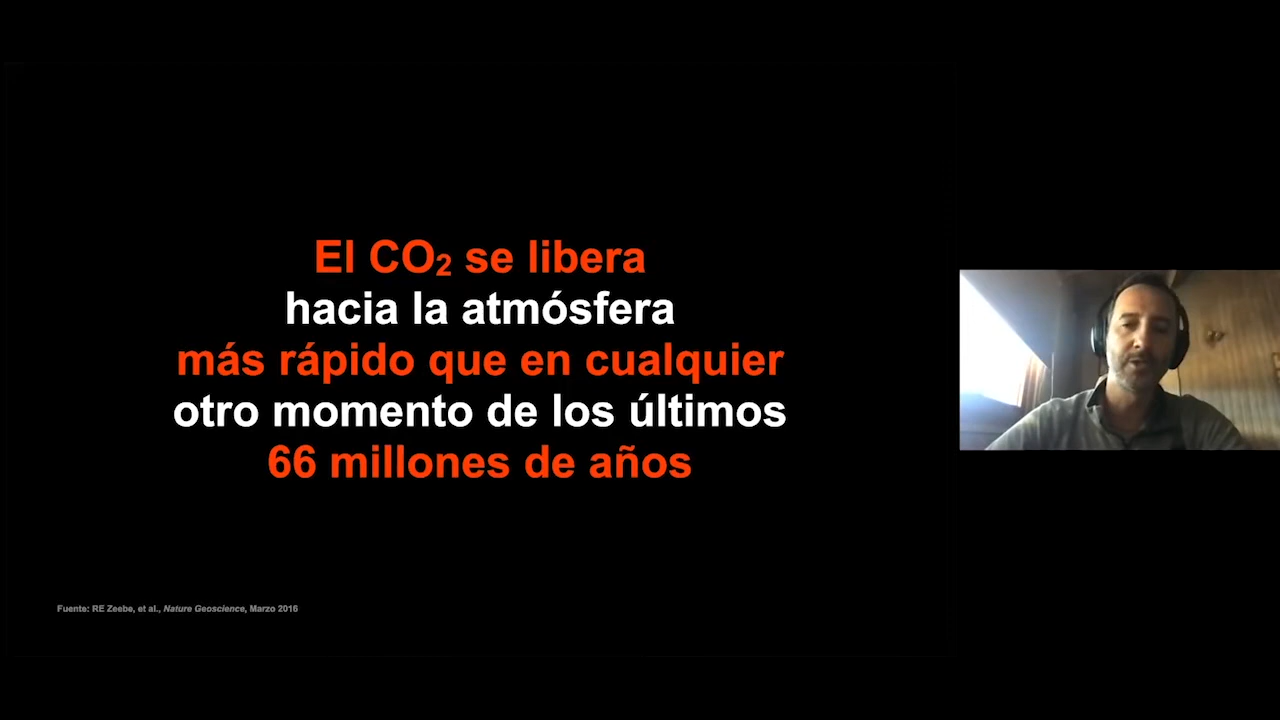 El CO₂ se libera
hacia la atmósfera
más rápido que en cualquier
otro momento de los últimos
66 millones de años
Fuente: RE Zeebe, et al., Nature Geoscience, Marzo 2016